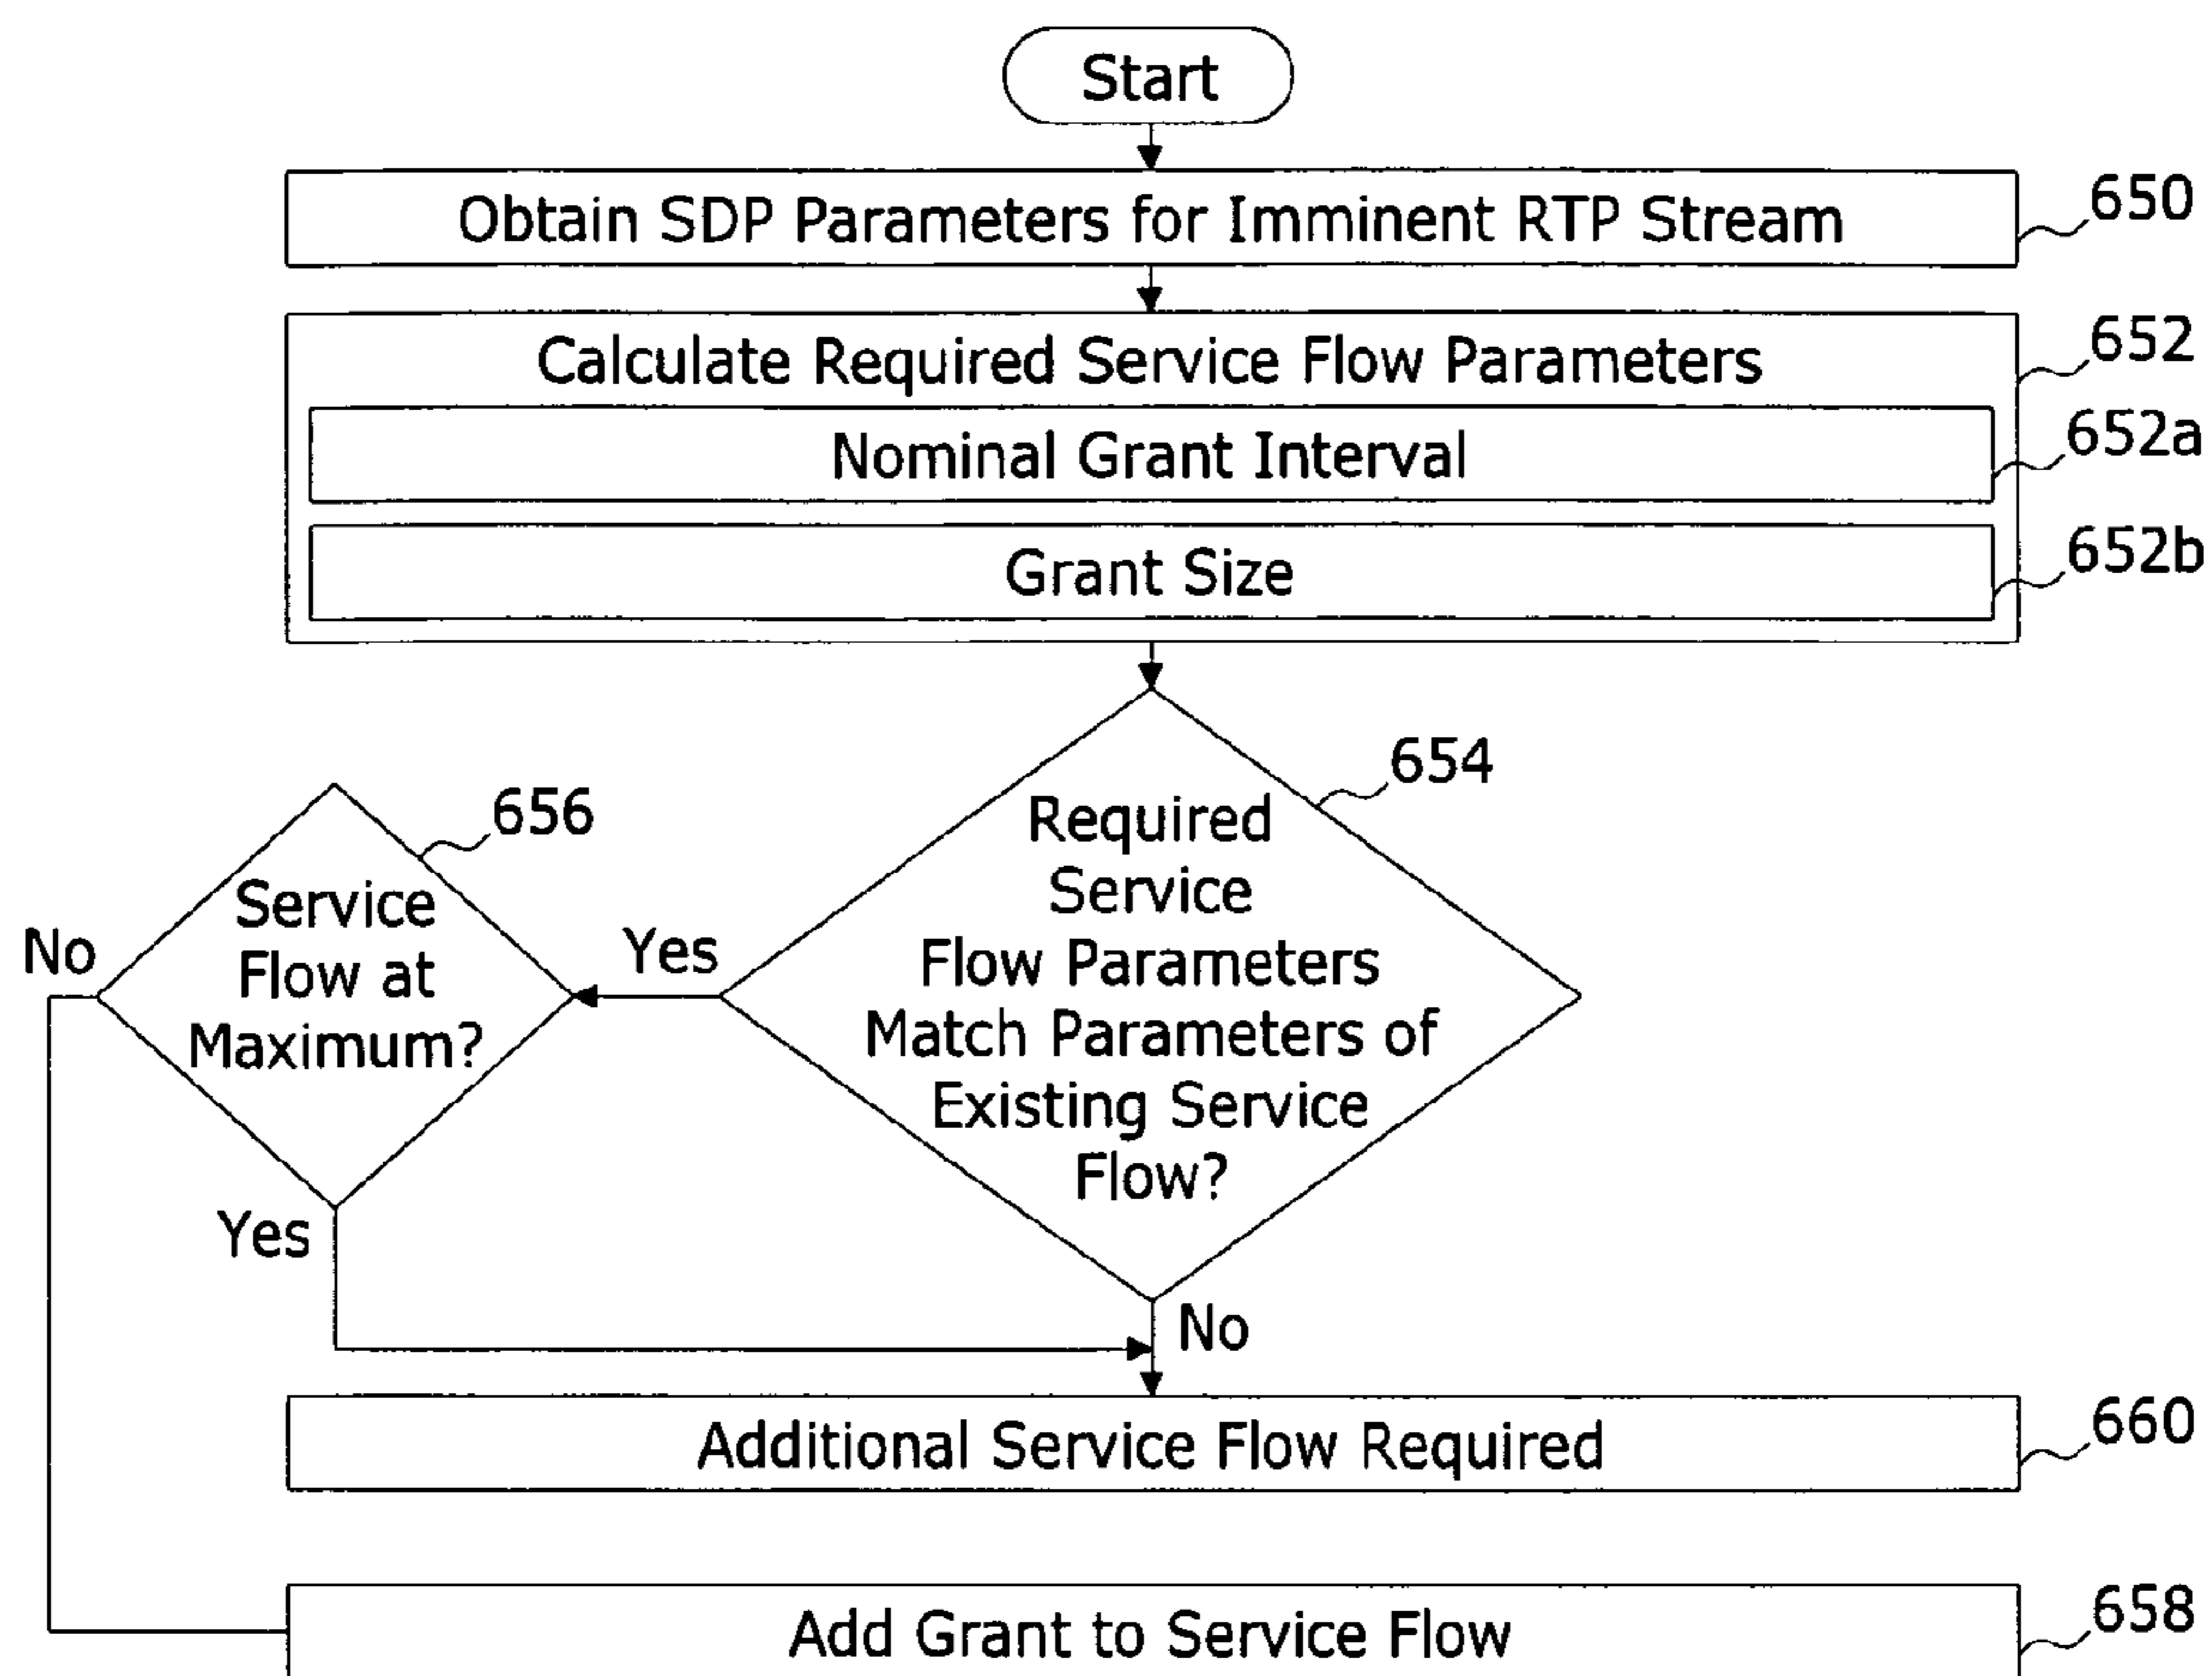 Start
Obtain SDP Parameters for Imminent RTP Stream
650
Calculate Required Service Flow Parameters
652
Nominal Grant Interval
652a
Grant Size
652b
654
Required
Service
Flow Parameters
Match Parameters of
Existing Service
Flow?
Yes
656
Service
Flow at
Maximum?
No
Yes
No
Additional Service Flow Required
660
Add Grant to Service Flow
658